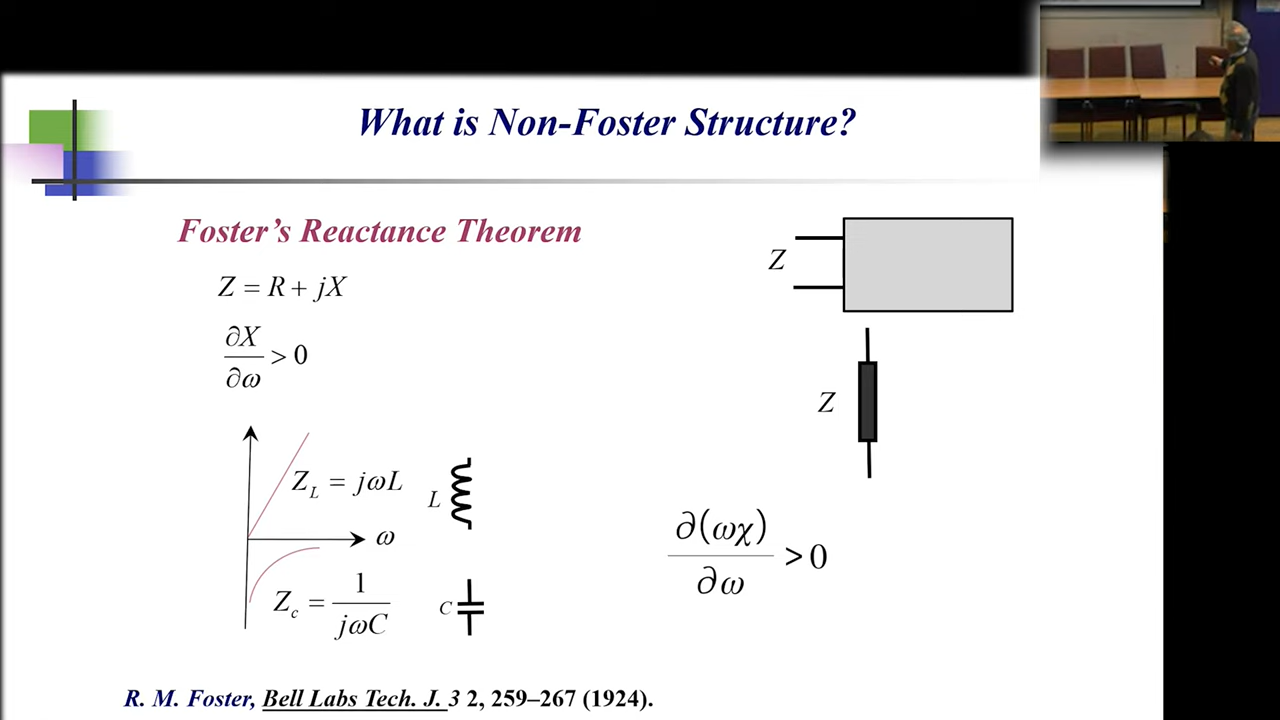 What is Non-Foster Structure?
Foster's Reactance Theorem
Z = R + jX
∂X/∂ω > 0
Z_L = jωL
L
ω
Z_c = 1/jωC
C
Z
Z
∂(ωχ)/∂ω > 0
R. M. Foster, Bell Labs Tech. J. 3 2, 259–267 (1924).